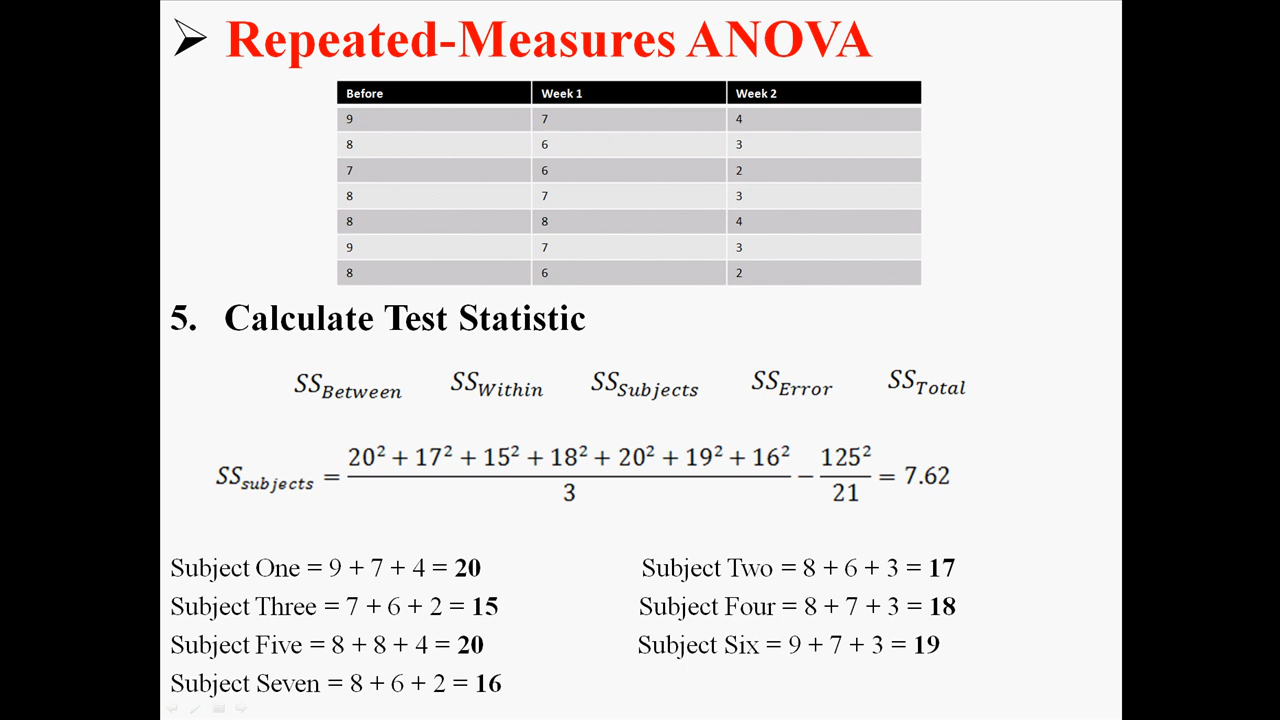 ➢ Repeated-Measures ANOVA
Before Week 1 Week 2
9 7 4
8 6 3
7 6 2
8 7 3
8 8 4
9 7 3
8 6 2
5. Calculate Test Statistic
SS_Between SS_Within SS_Subjects SS_Error SS_Total
SS_subjects = (20² + 17² + 15² + 18² + 20² + 19² + 16²)/3 − 125²/21 = 7.62
Subject One = 9 + 7 + 4 = 20 Subject Two = 8 + 6 + 3 = 17
Subject Three = 7 + 6 + 2 = 15 Subject Four = 8 + 7 + 3 = 18
Subject Five = 8 + 8 + 4 = 20 Subject Six = 9 + 7 + 3 = 19
Subject Seven = 8 + 6 + 2 = 16